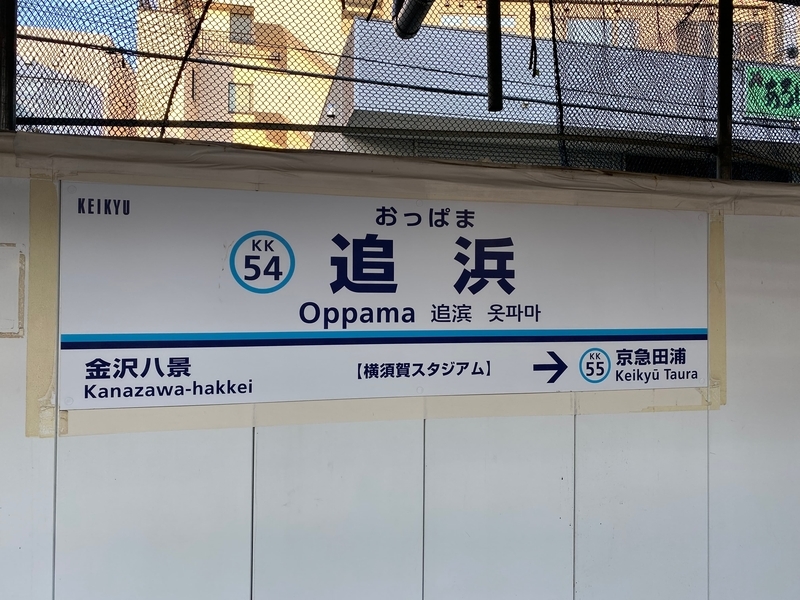 KEIKYU
おっぱま
KK
54
追浜
Oppama 追滨 옷파마
金沢八景
Kanazawa-hakkei
【横須賀スタジアム】
→
KK
55
京急田浦
Keikyū Taura